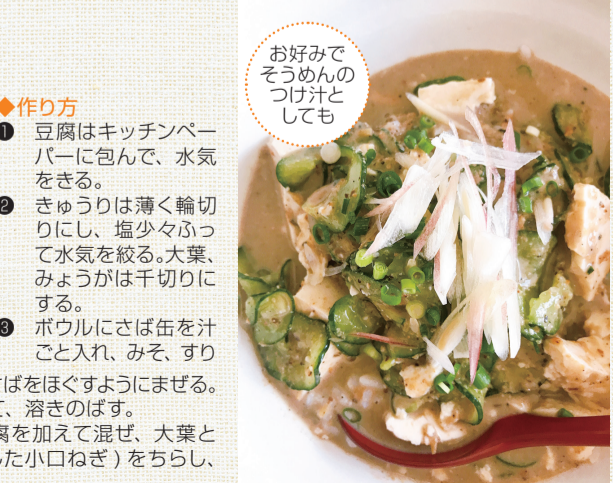 お好みで
そうめんの
つけ汁と
しても
◆作り方
❶ 豆腐はキッチンペー
パーに包んで、水気
をきる。
❷ きゅうりは薄く輪切
りにし、塩少々ふっ
て水気を絞る。大葉、
みょうがは千切りに
する。
❸ ボウルにさば缶を汁
ごと入れ、みそ、すり
ばをほぐすようにまぜる。
、溶きのばす。
腐を加えて混ぜ、大葉と
た小口ねぎ)をちらし、